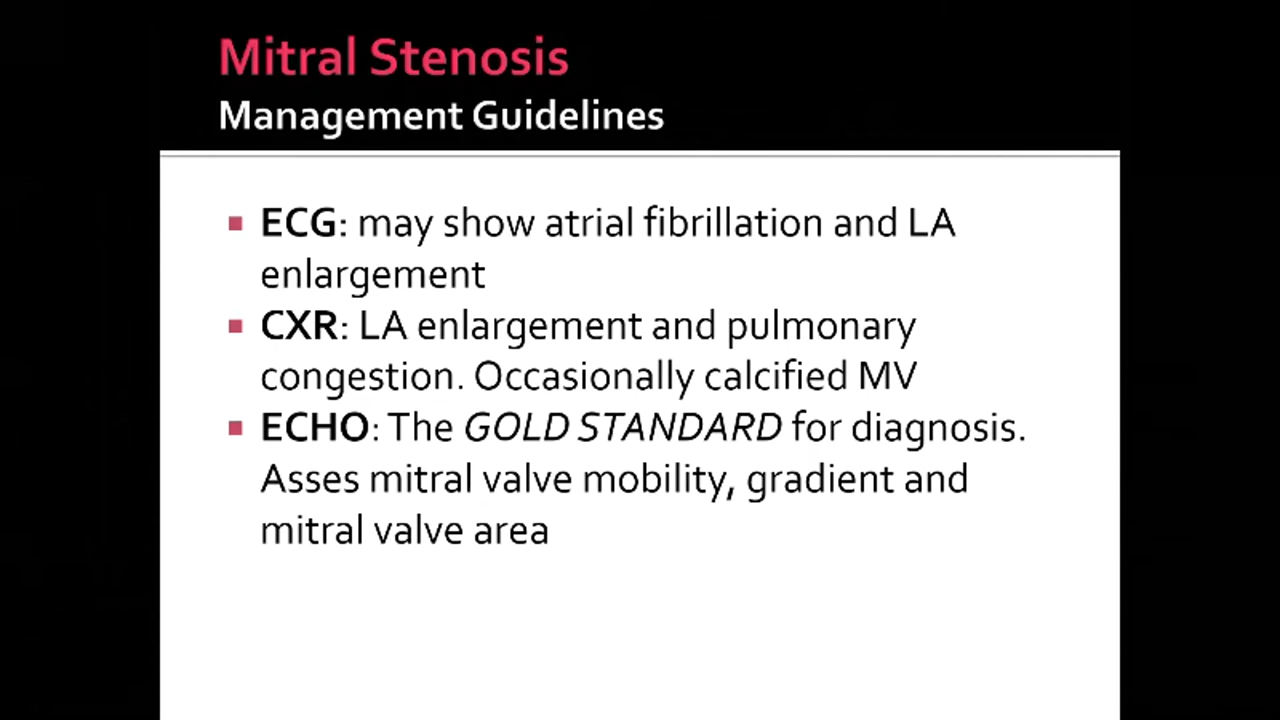 Mitral Stenosis
Management Guidelines
▪ ECG: may show atrial fibrillation and LA
enlargement
▪ CXR: LA enlargement and pulmonary
congestion. Occasionally calcified MV
▪ ECHO: The GOLD STANDARD for diagnosis.
Asses mitral valve mobility, gradient and
mitral valve area